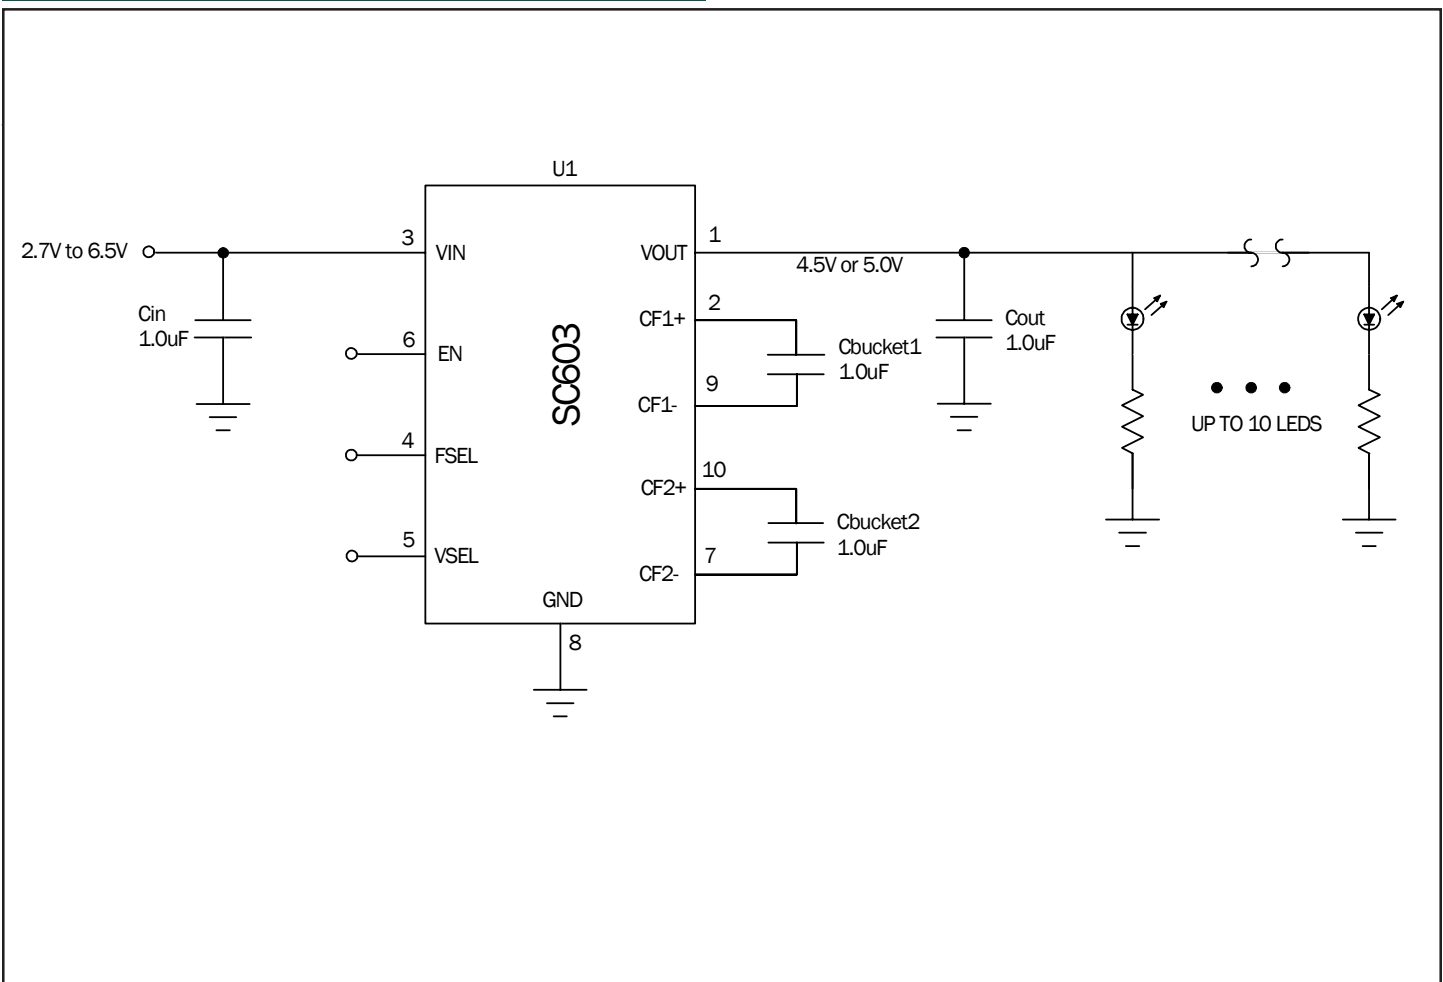 U1
2.7V to 6.5V
3
VIN
VOUT
1
4.5V or 5.0V
Cin
1.0uF
6
EN
4
FSEL
5
VSEL
SC603
CF1+
2
Cbucket1
1.0uF
CF1-
9
CF2+
10
Cbucket2
1.0uF
CF2-
7
GND
8
Cout
1.0uF
UP TO 10 LEDS